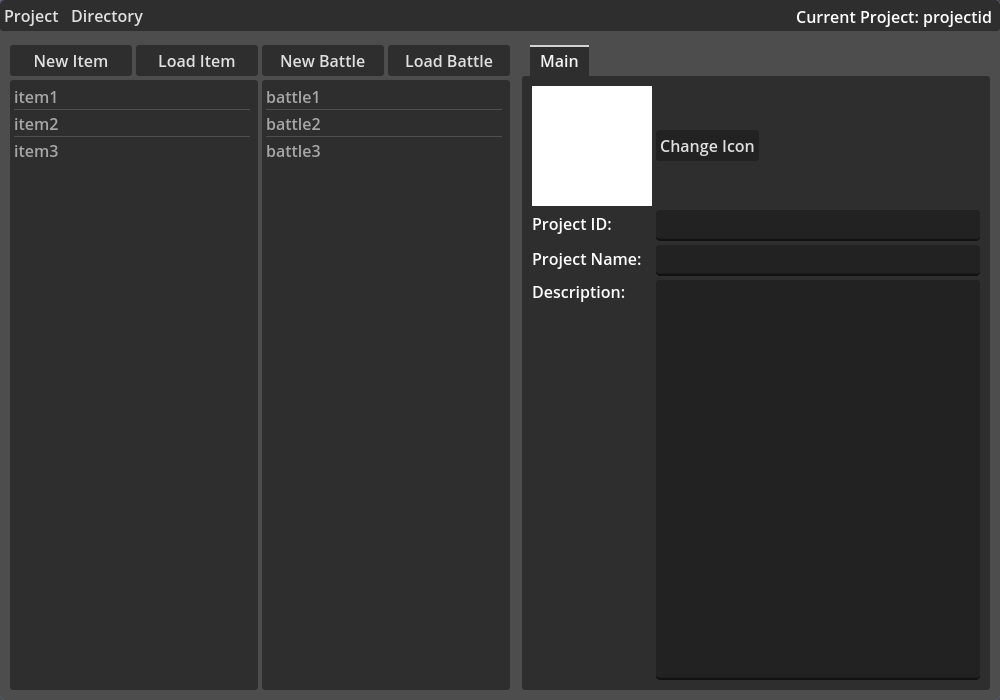 Project Directory Current Project: projectid
New Item Load Item New Battle Load Battle
item1
item2
item3
battle1
battle2
battle3
Main
Change Icon
Project ID:
Project Name:
Description: